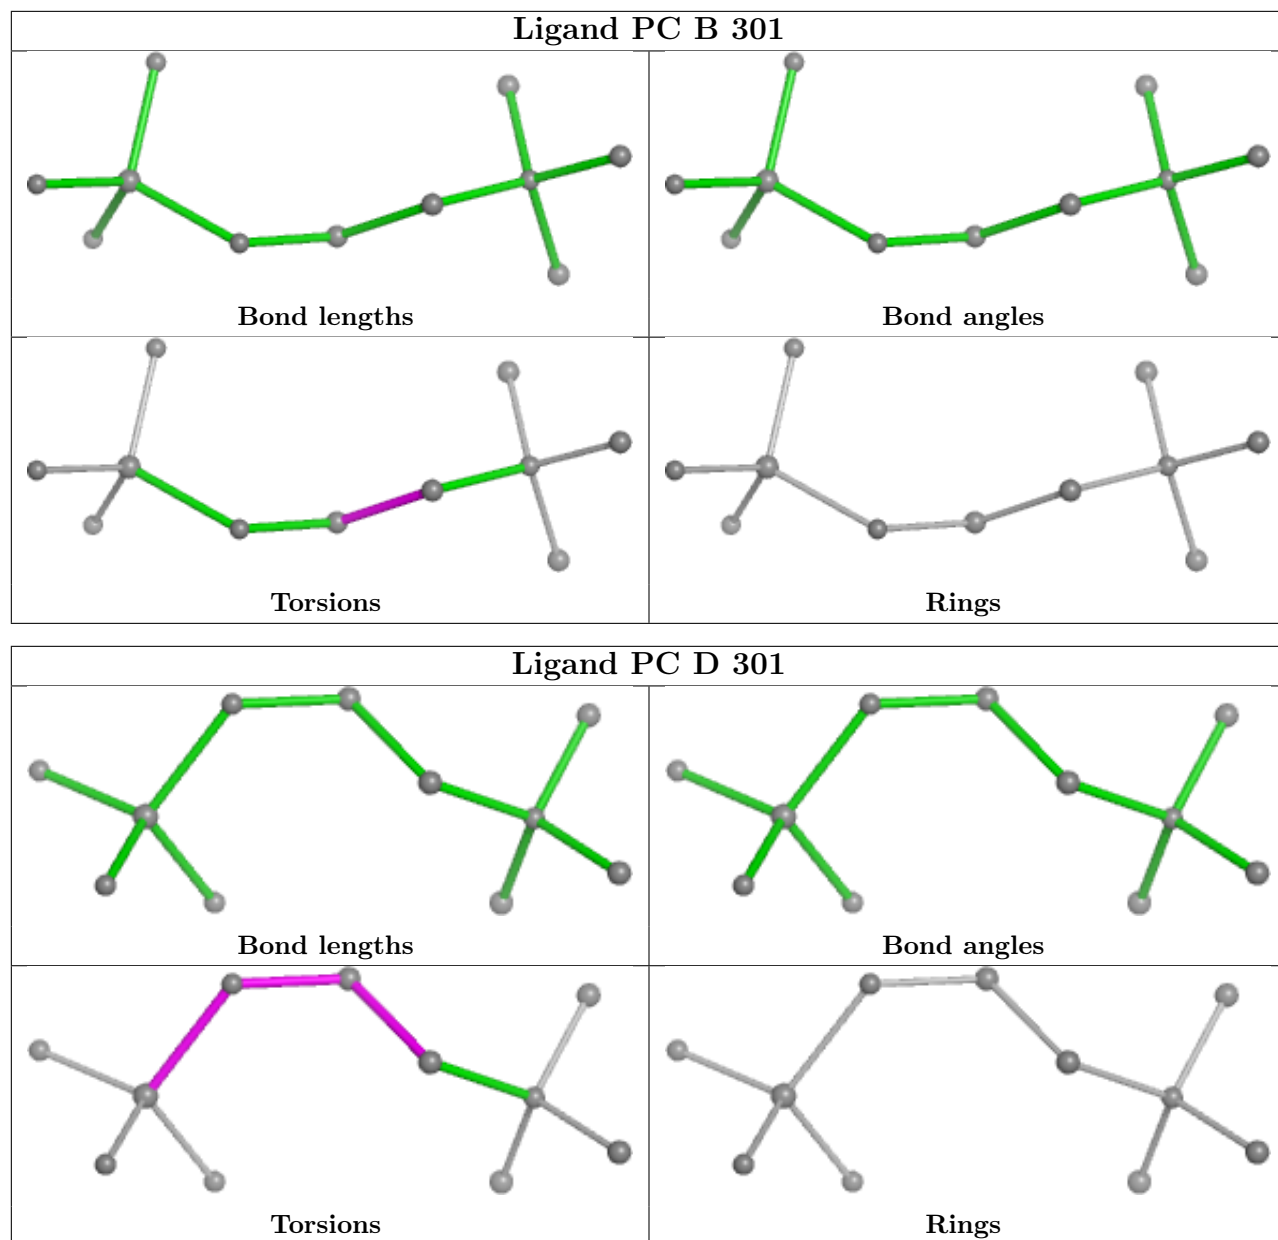 Ligand PC B 301
Bond lengths
Bond angles
Torsions
Rings
Ligand PC D 301
Bond lengths
Bond angles
Torsions
Rings